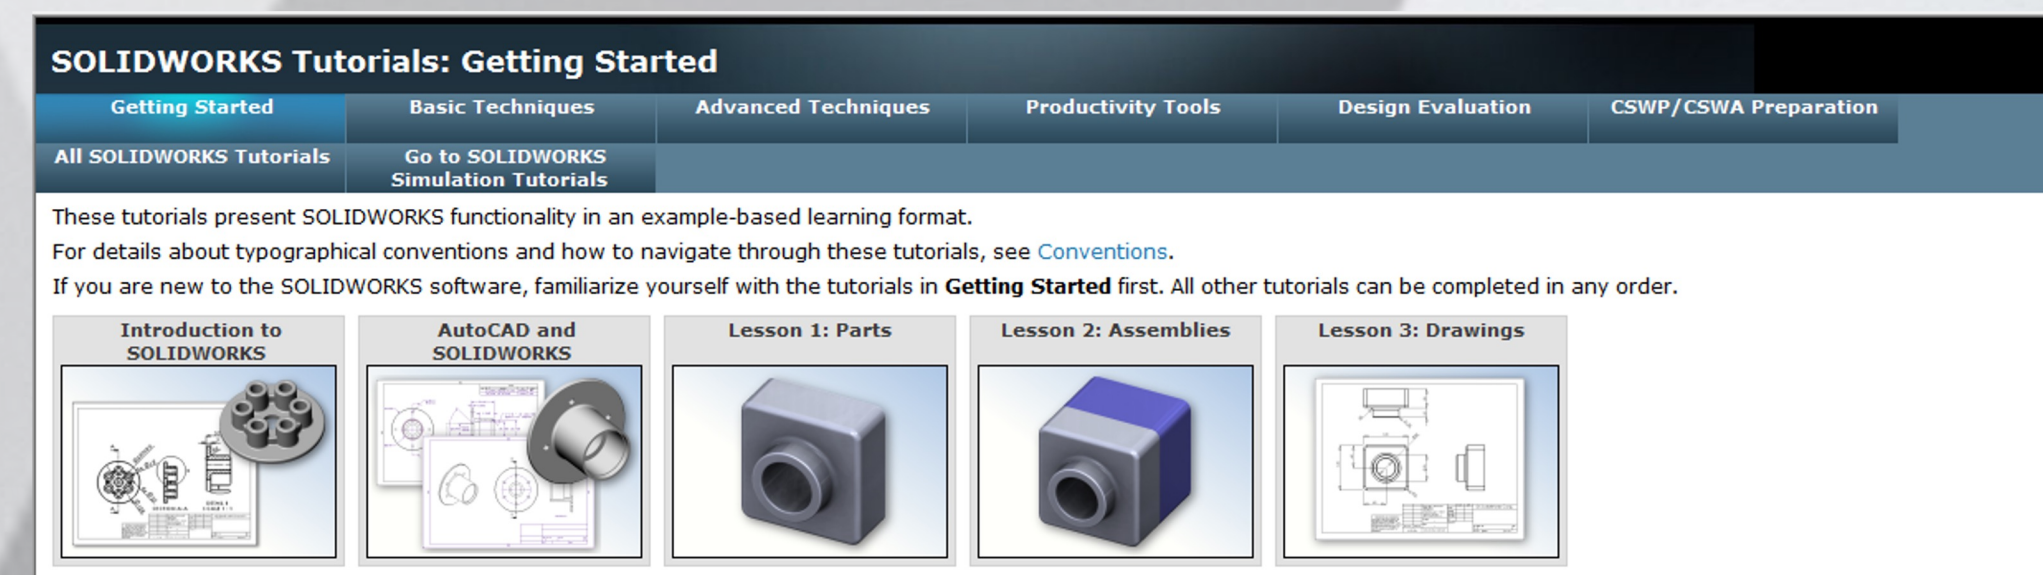 SOLIDWORKS Tutorials: Getting Started
Getting Started
Basic Techniques
Advanced Techniques
Productivity Tools
Design Evaluation
CSWP/CSWA Preparation
All SOLIDWORKS Tutorials
Go to SOLIDWORKS
Simulation Tutorials
These tutorials present SOLIDWORKS functionality in an example-based learning format.
For details about typographical conventions and how to navigate through these tutorials, see Conventions.
If you are new to the SOLIDWORKS software, familiarize yourself with the tutorials in Getting Started first. All other tutorials can be completed in any order.
Introduction to
SOLIDWORKS
AutoCAD and
SOLIDWORKS
Lesson 1: Parts
Lesson 2: Assemblies
Lesson 3: Drawings